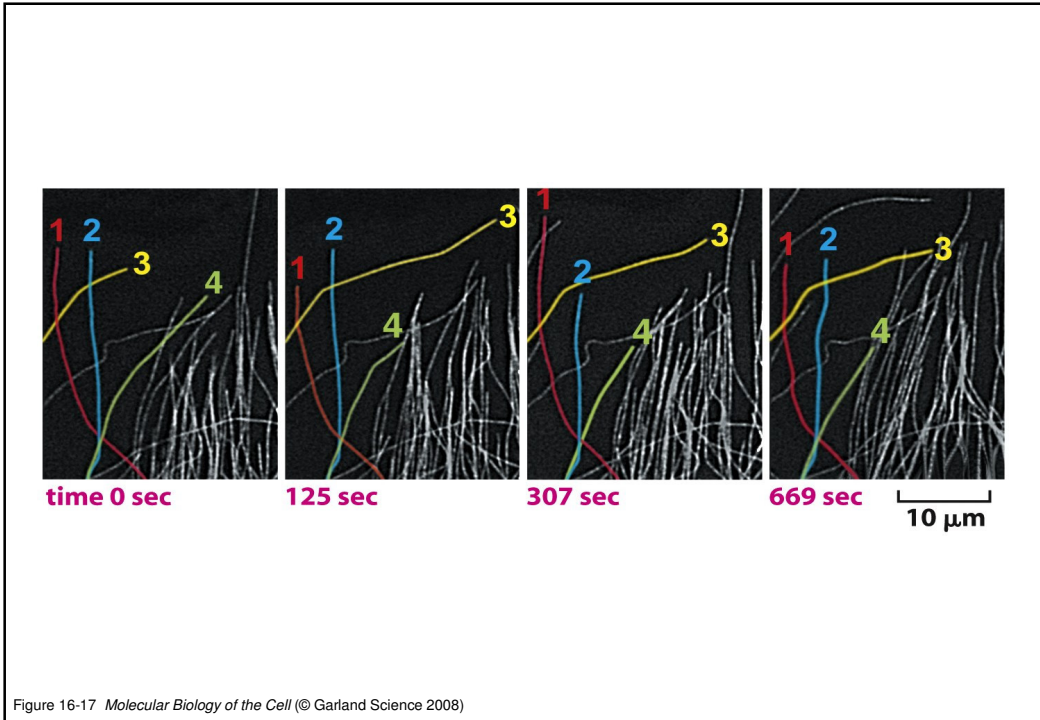 1 2 3 4
1 2 3 4
1 2 3 4
1 2 3 4
time 0 sec 125 sec 307 sec 669 sec
10 μm
Figure 16-17 Molecular Biology of the Cell (© Garland Science 2008)